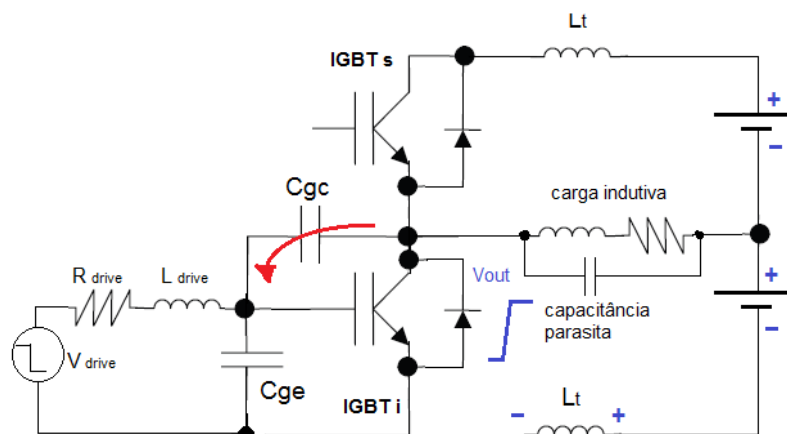 Lt
IGBT s
+
−
Cgc
carga indutiva
R drive
L drive
Vout
+
capacitância
parasita
−
V drive
Cge
Lt
IGBT i
−
+